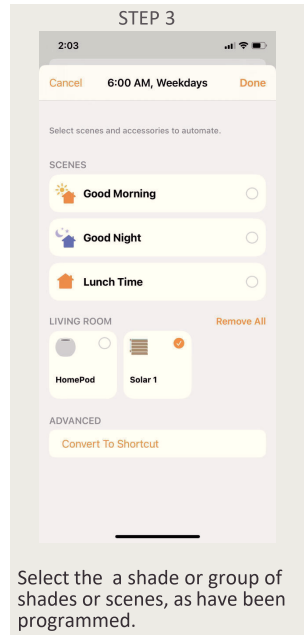 STEP 3
2:03
Cancel 6:00 AM, Weekdays Done
Select scenes and accessories to automate.
SCENES
Good Morning
Good Night
Lunch Time
LIVING ROOM Remove All
HomePod Solar 1
ADVANCED
Convert To Shortcut
Select the a shade or group of
shades or scenes, as have been
programmed.